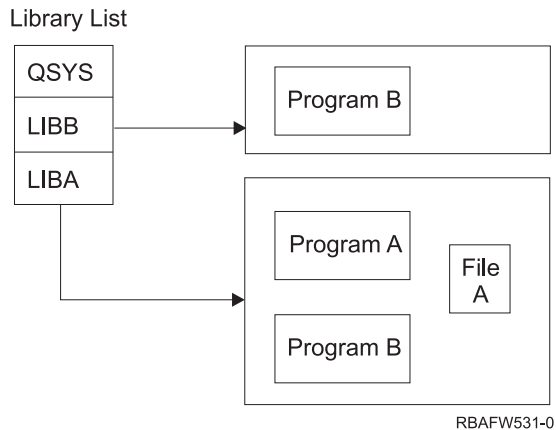 Library List
QSYS
LIBB
LIBA
Program B
Program A
File
A
Program B
RBAFW531-0